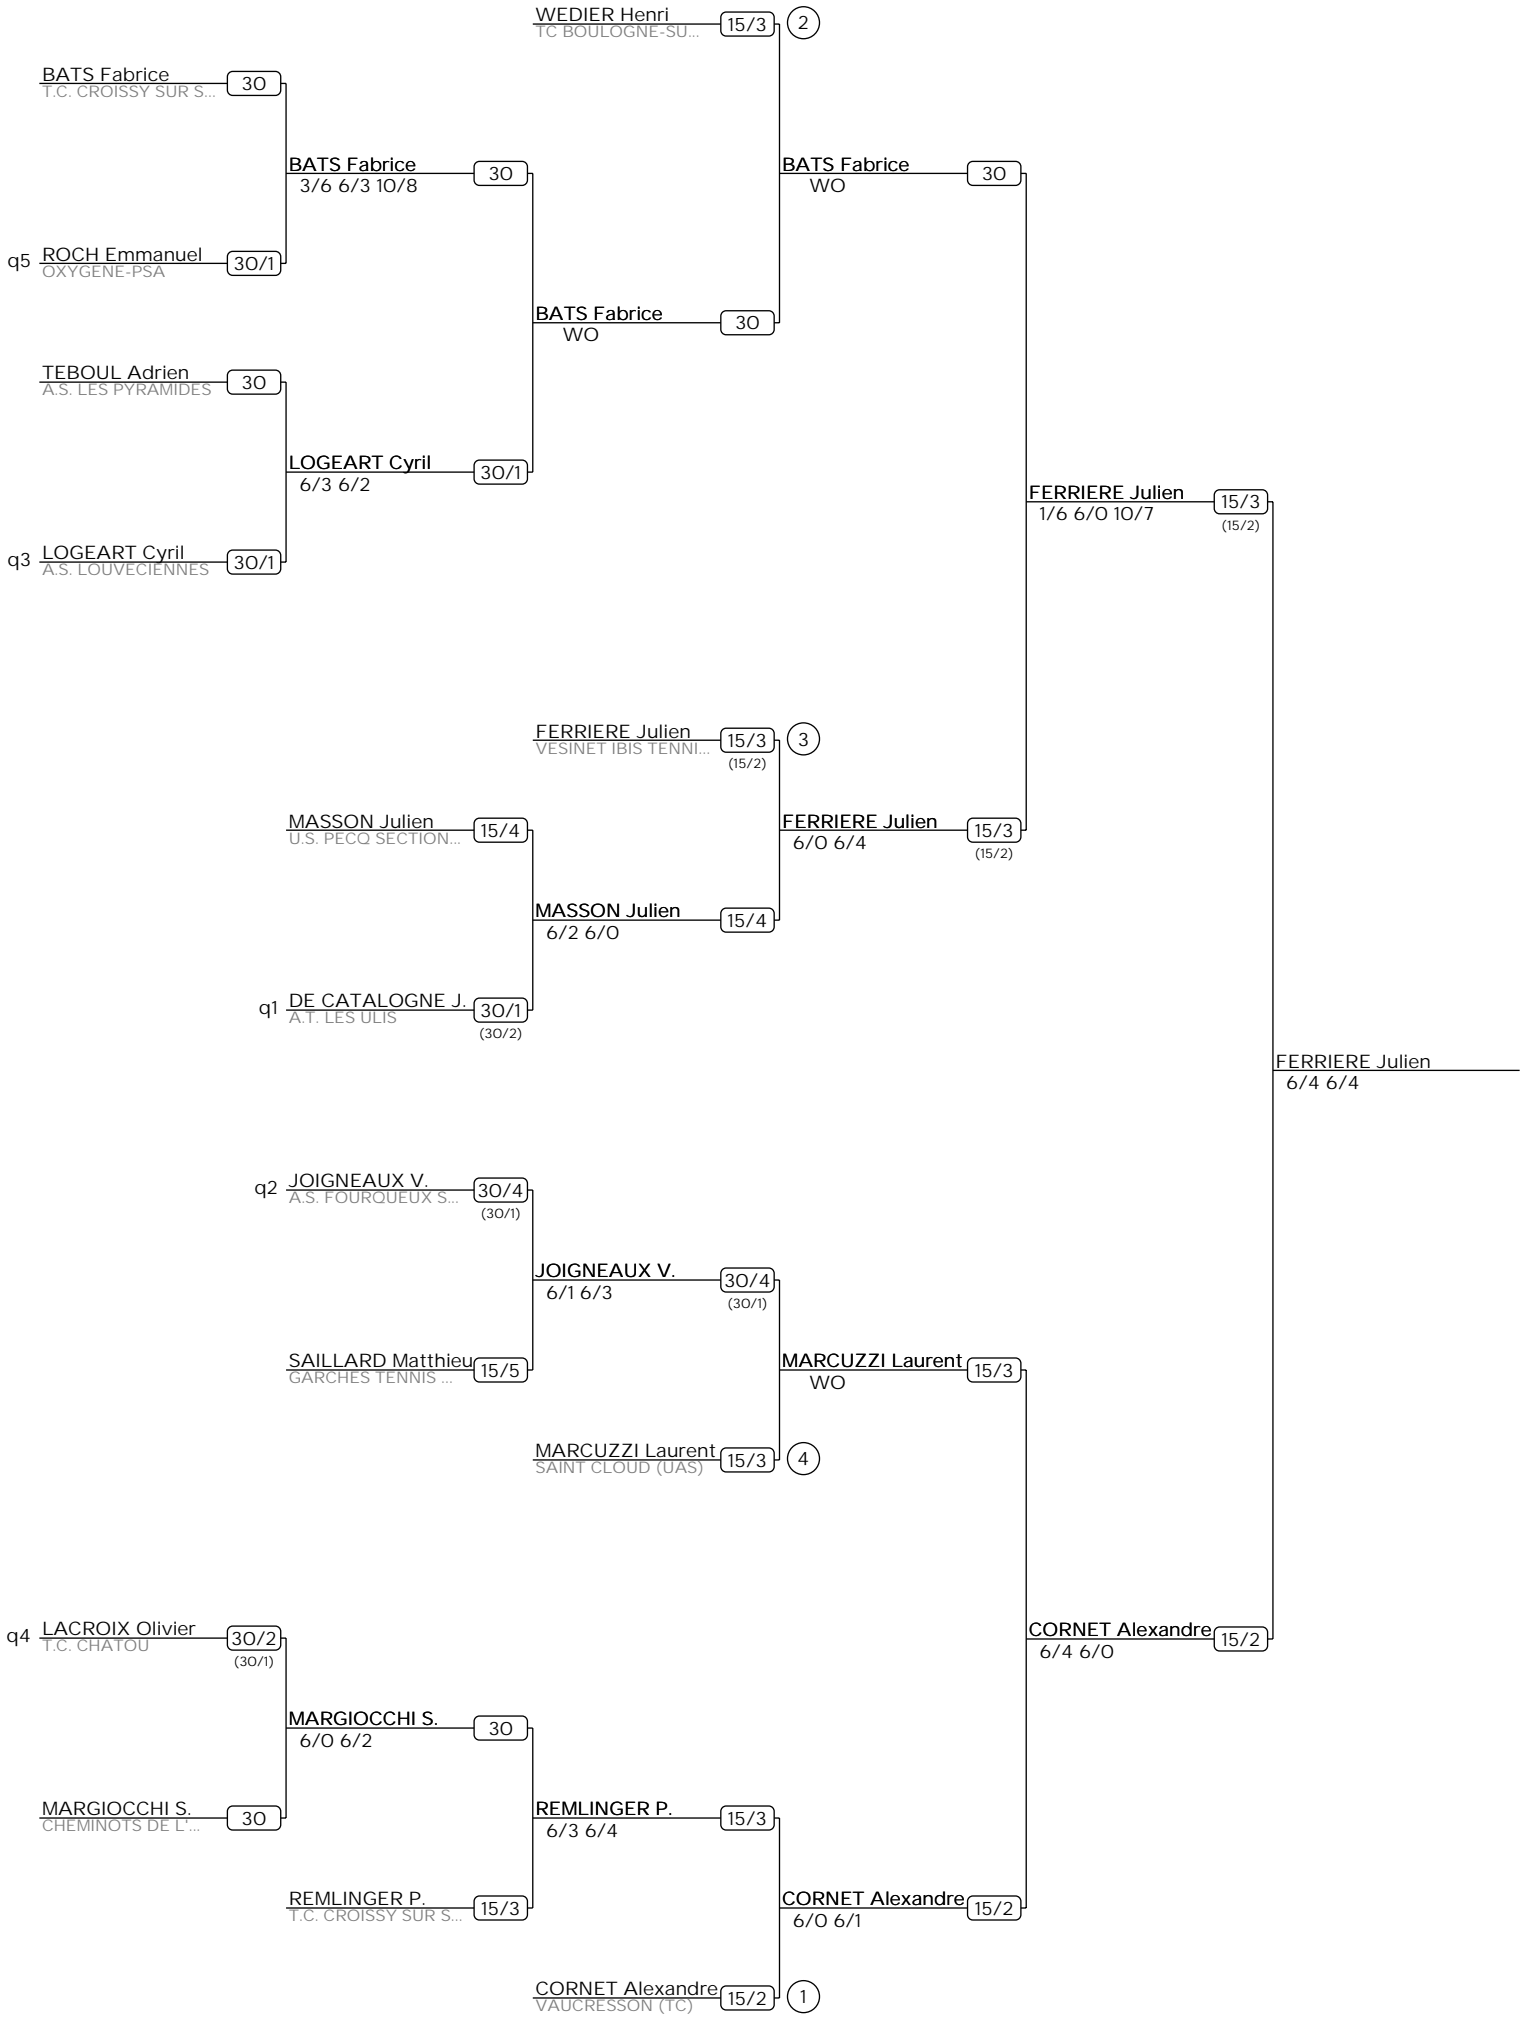 WEDIER Henri 15/3 2
TC BOULOGNE-SU...
BATS Fabrice 30
T.C. CROISSY SUR S...
BATS Fabrice 30
3/6 6/3 10/8
BATS Fabrice 30
WO
q5 ROCH Emmanuel 30/1
OXYGENE-PSA
BATS Fabrice 30
WO
TEBOUL Adrien 30
A.S. LES PYRAMIDES
LOGEART Cyril 30/1
6/3 6/2
FERRIERE Julien 15/3
1/6 6/0 10/7
(15/2)
q3 LOGEART Cyril 30/1
A.S. LOUVECIENNES
FERRIERE Julien 15/3 3
VESINET IBIS TENNI...
(15/2)
MASSON Julien 15/4
U.S. PECQ SECTION...
FERRIERE Julien 15/3
6/0 6/4
(15/2)
MASSON Julien 15/4
6/2 6/0
q1 DE CATALOGNE J. 30/1
A.T. LES ULIS
(30/2)
FERRIERE Julien
6/4 6/4
q2 JOIGNEAUX V. 30/4
A.S. FOURQUEUX S...
(30/1)
JOIGNEAUX V. 30/4
6/1 6/3
(30/1)
SAILLARD Matthieu 15/5
GARCHES TENNIS ...
MARCUZZI Laurent 15/3
WO
MARCUZZI Laurent 15/3 4
SAINT CLOUD (UAS)
q4 LACROIX Olivier 30/2
T.C. CHATOU
(30/1)
CORNET Alexandre 15/2
6/4 6/0
MARGIOCCHI S. 30
6/0 6/2
MARGIOCCHI S. 30
CHEMINOTS DE L'...
REMLINGER P. 15/3
6/3 6/4
REMLINGER P. 15/3
T.C. CROISSY SUR S...
CORNET Alexandre 15/2
6/0 6/1
CORNET Alexandre 15/2 1
VAUCRESSON (TC)